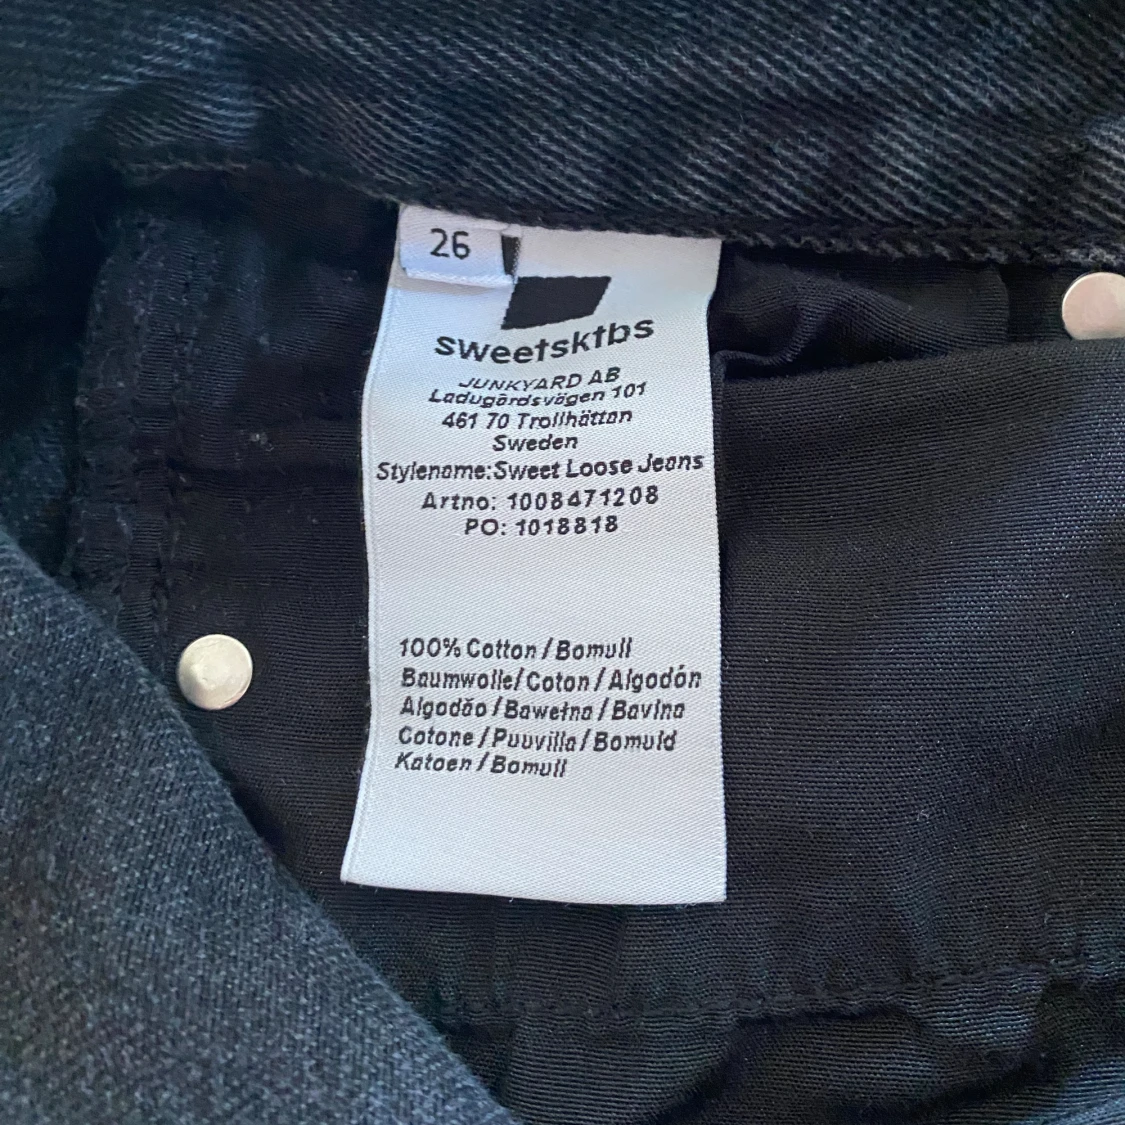 26
sweetsktbs
JUNKYARD AB
Ladugårdsvägen 101
461 70 Trollhättan
Sweden
Stylename:Sweet Loose Jeans
Artno: 1008471208
PO: 1018818
100% Cotton / Bomull
Baumwolle/ Coton / Algodón
Algodão / Bawełna / Bavlna
Cotone / Puuvilla / Bomuld
Katoen / Bomull